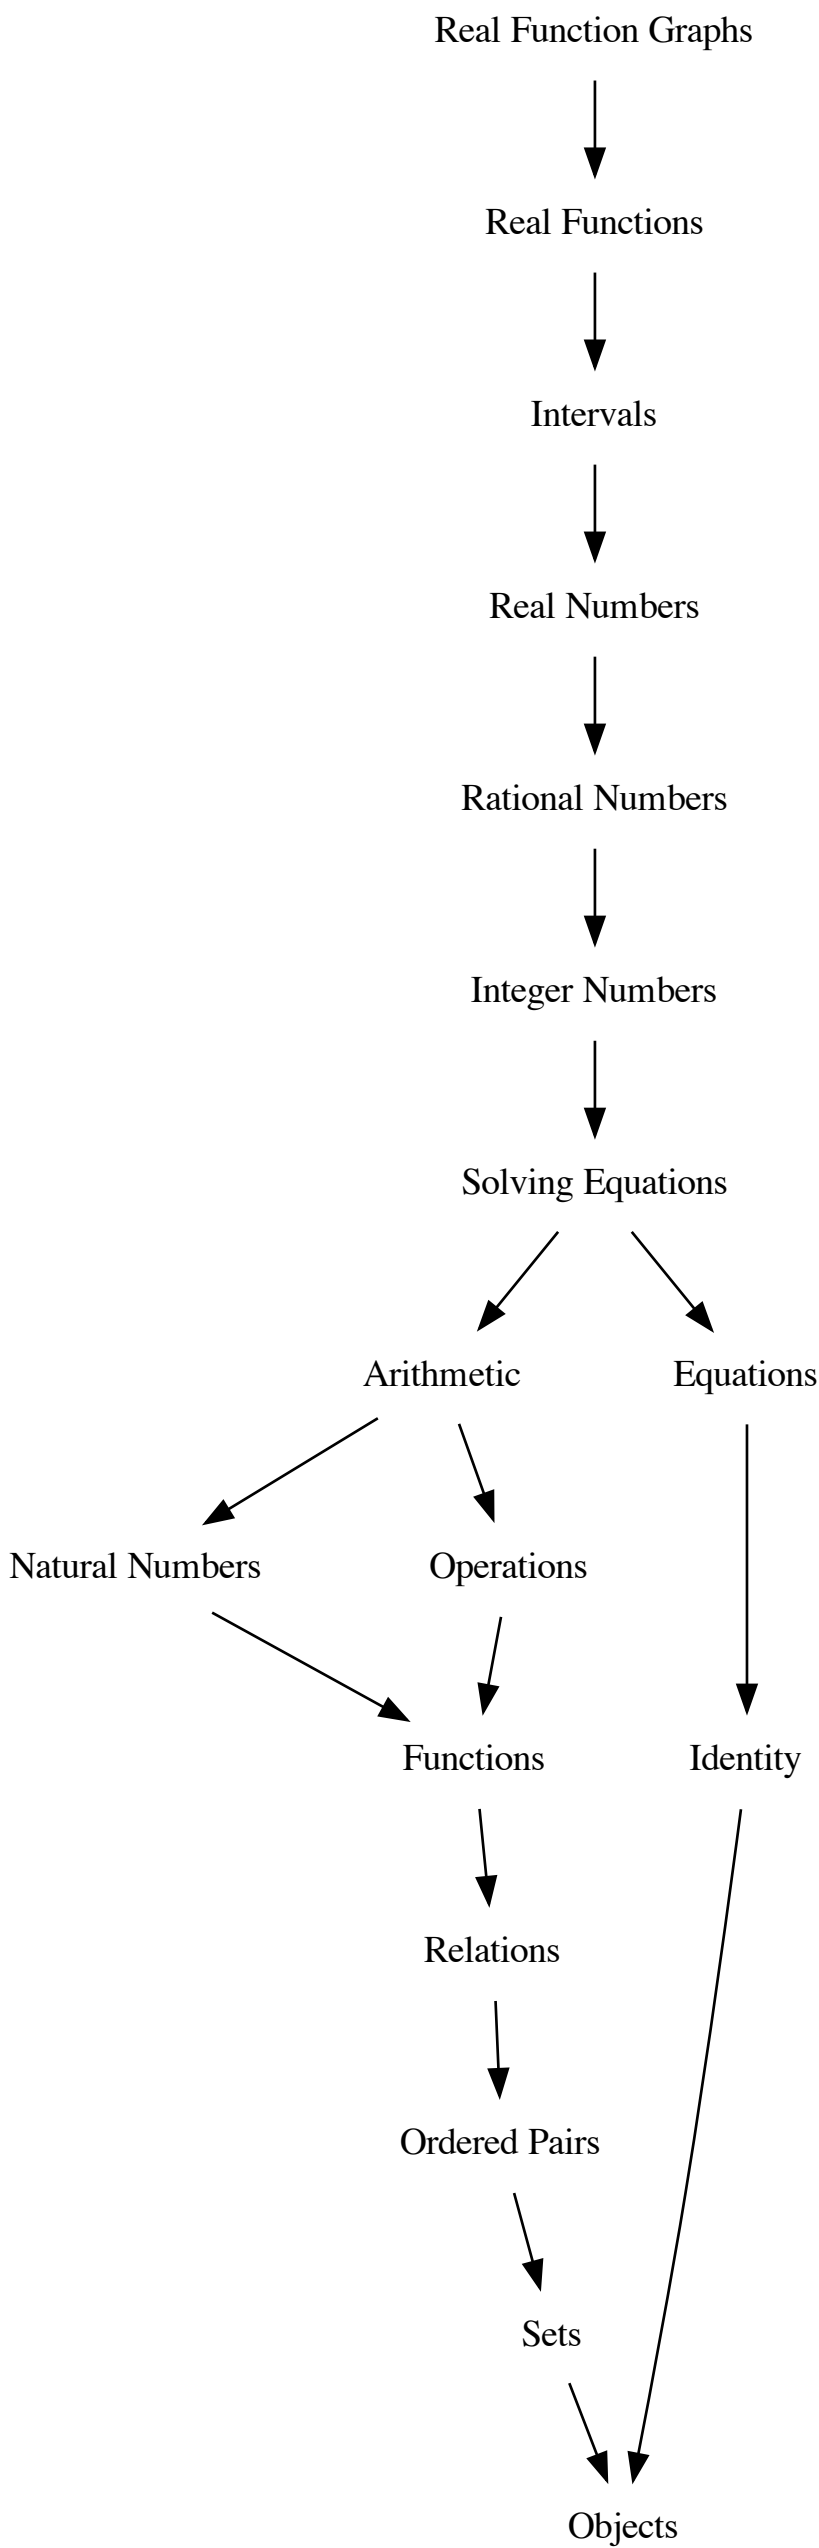 Real Function Graphs
Real Functions
Intervals
Real Numbers
Rational Numbers
Integer Numbers
Solving Equations
Arithmetic
Equations
Natural Numbers
Operations
Functions
Identity
Relations
Ordered Pairs
Sets
Objects